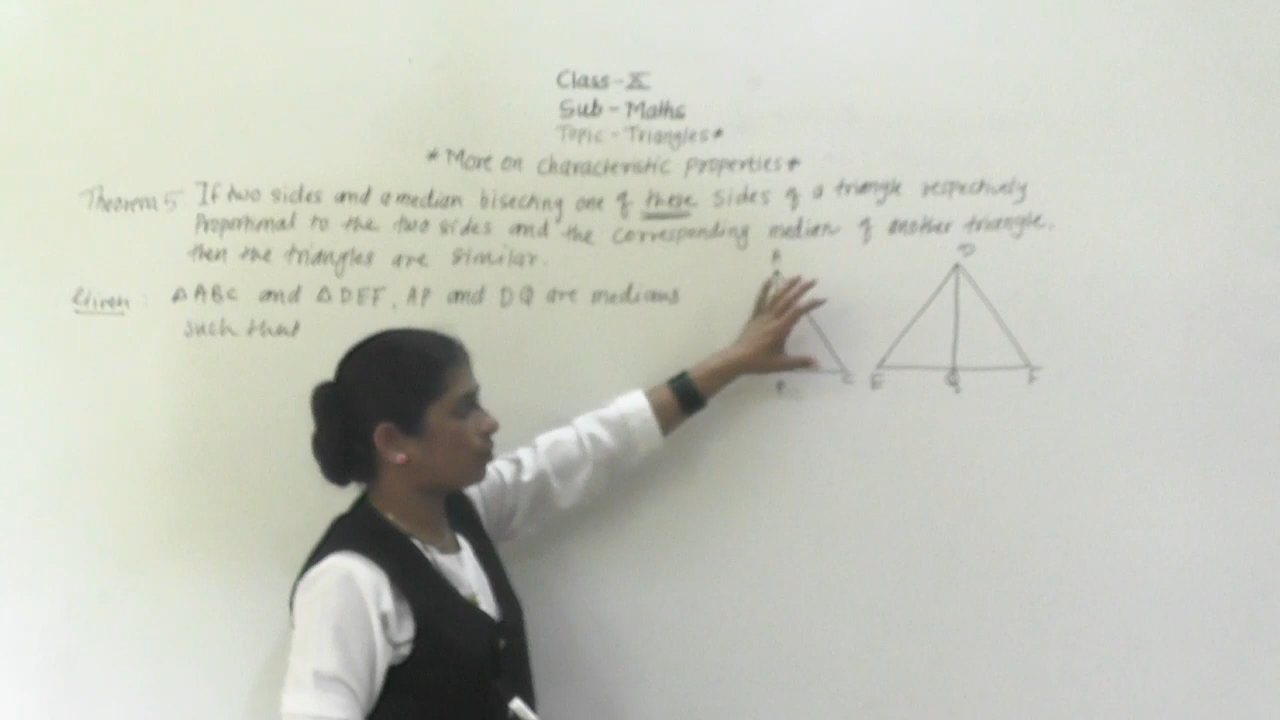 Class - X
Sub - Maths
Topic - Triangles*
*More on characteristic properties*
Theorem 5 If two sides and a median bisecting one of these sides of a triangle respectively
Proportional to the two sides and the corresponding median of another triangle.
then the triangles are similar.
Given : △ABC and △DEF, AP and DQ are medians
such that
A
D
P
C
E
Q
F